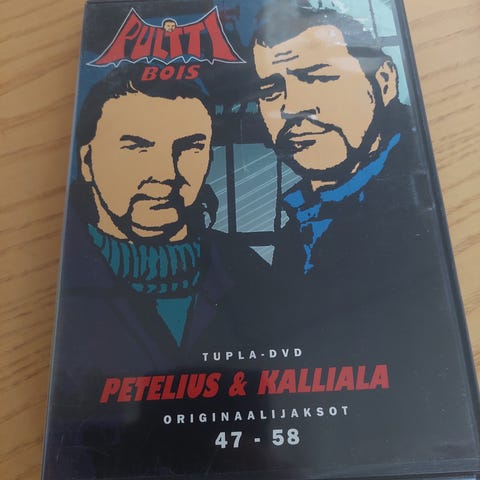 PULTTI
BOIS
TUPLA-DVD
PETELIUS & KALLIALA
ORIGINAALIJAKSOT
47 - 58